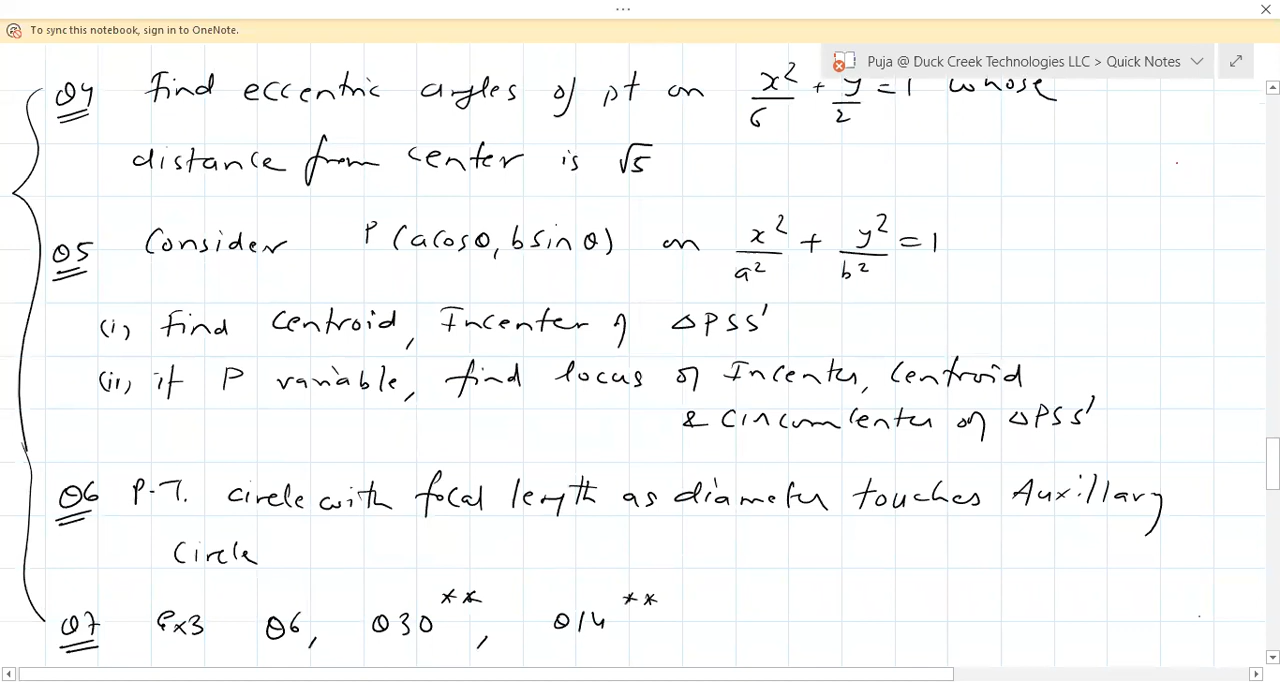 To sync this notebook, sign in to OneNote.
Puja @ Duck Creek Technologies LLC > Quick Notes
Q4 Find eccentric angles of pt on x²/6 + y/2 = 1 whose
distance from center is √5
Q5 Consider P(acosθ, bsinθ) on x²/a² + y²/b² = 1
(i) Find Centroid, Incenter of ΔPSS'
(ii) if P variable, find locus of Incenter, Centroid
& Circumcenter of ΔPSS'
Q6 P.T. circle with focal length as diameter touches Auxillary
Circle
Q7 Ex3 Q6, Q30**, Q14**